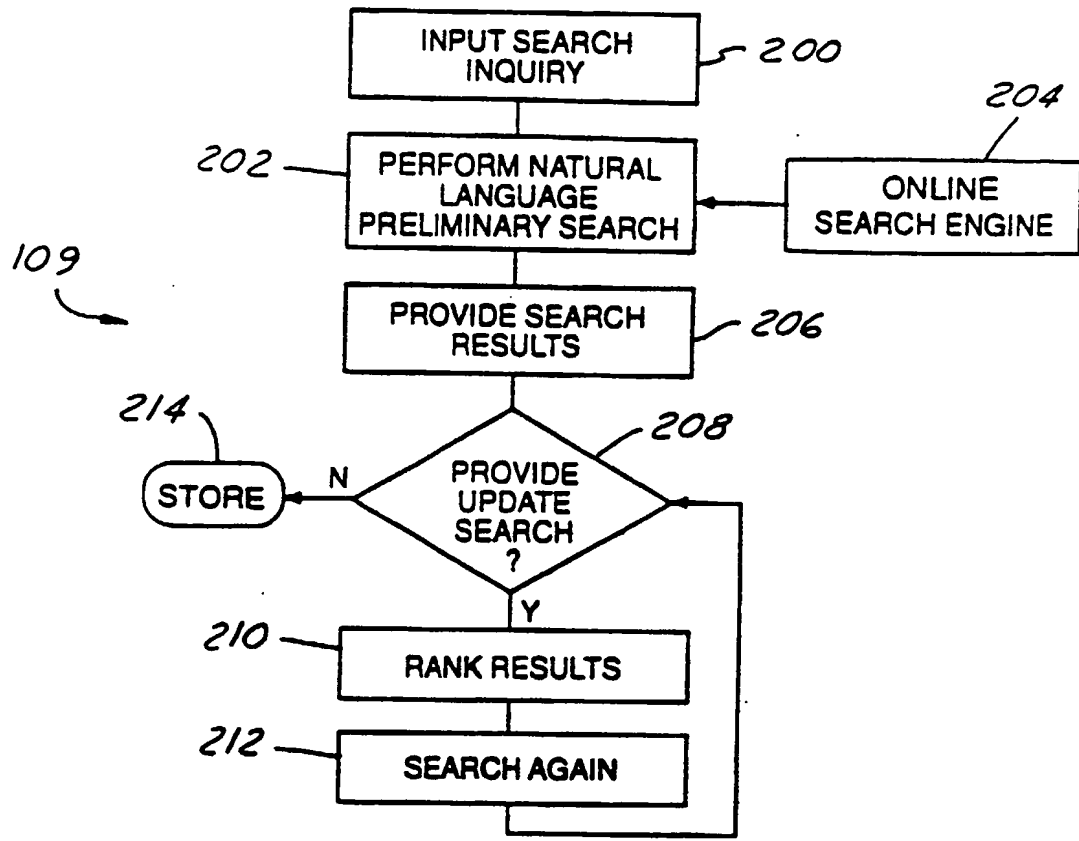 INPUT SEARCH
INQUIRY
200
204
202
PERFORM NATURAL
LANGUAGE
PRELIMINARY SEARCH
ONLINE
SEARCH ENGINE
109
PROVIDE SEARCH
RESULTS
206
214
208
STORE
N
PROVIDE
UPDATE
SEARCH
?
Y
210
RANK RESULTS
212
SEARCH AGAIN